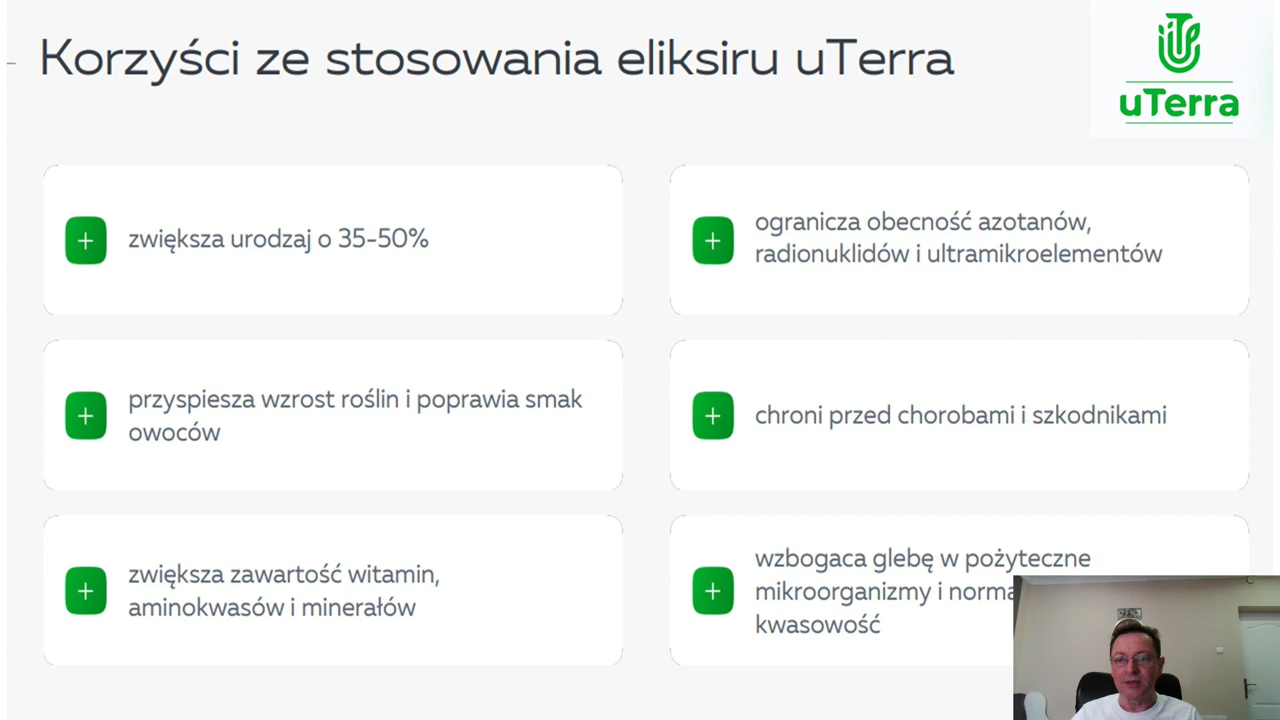 Korzyści ze stosowania eliksiru uTerra
uTerra
zwiększa urodzaj o 35-50%
ogranicza obecność azotanów,
radionuklidów i ultramikroelementów
przyspiesza wzrost roślin i poprawia smak
owoców
chroni przed chorobami i szkodnikami
zwiększa zawartość witamin,
aminokwasów i minerałów
wzbogaca glebę w pożyteczne
mikroorganizmy i
kwasowość